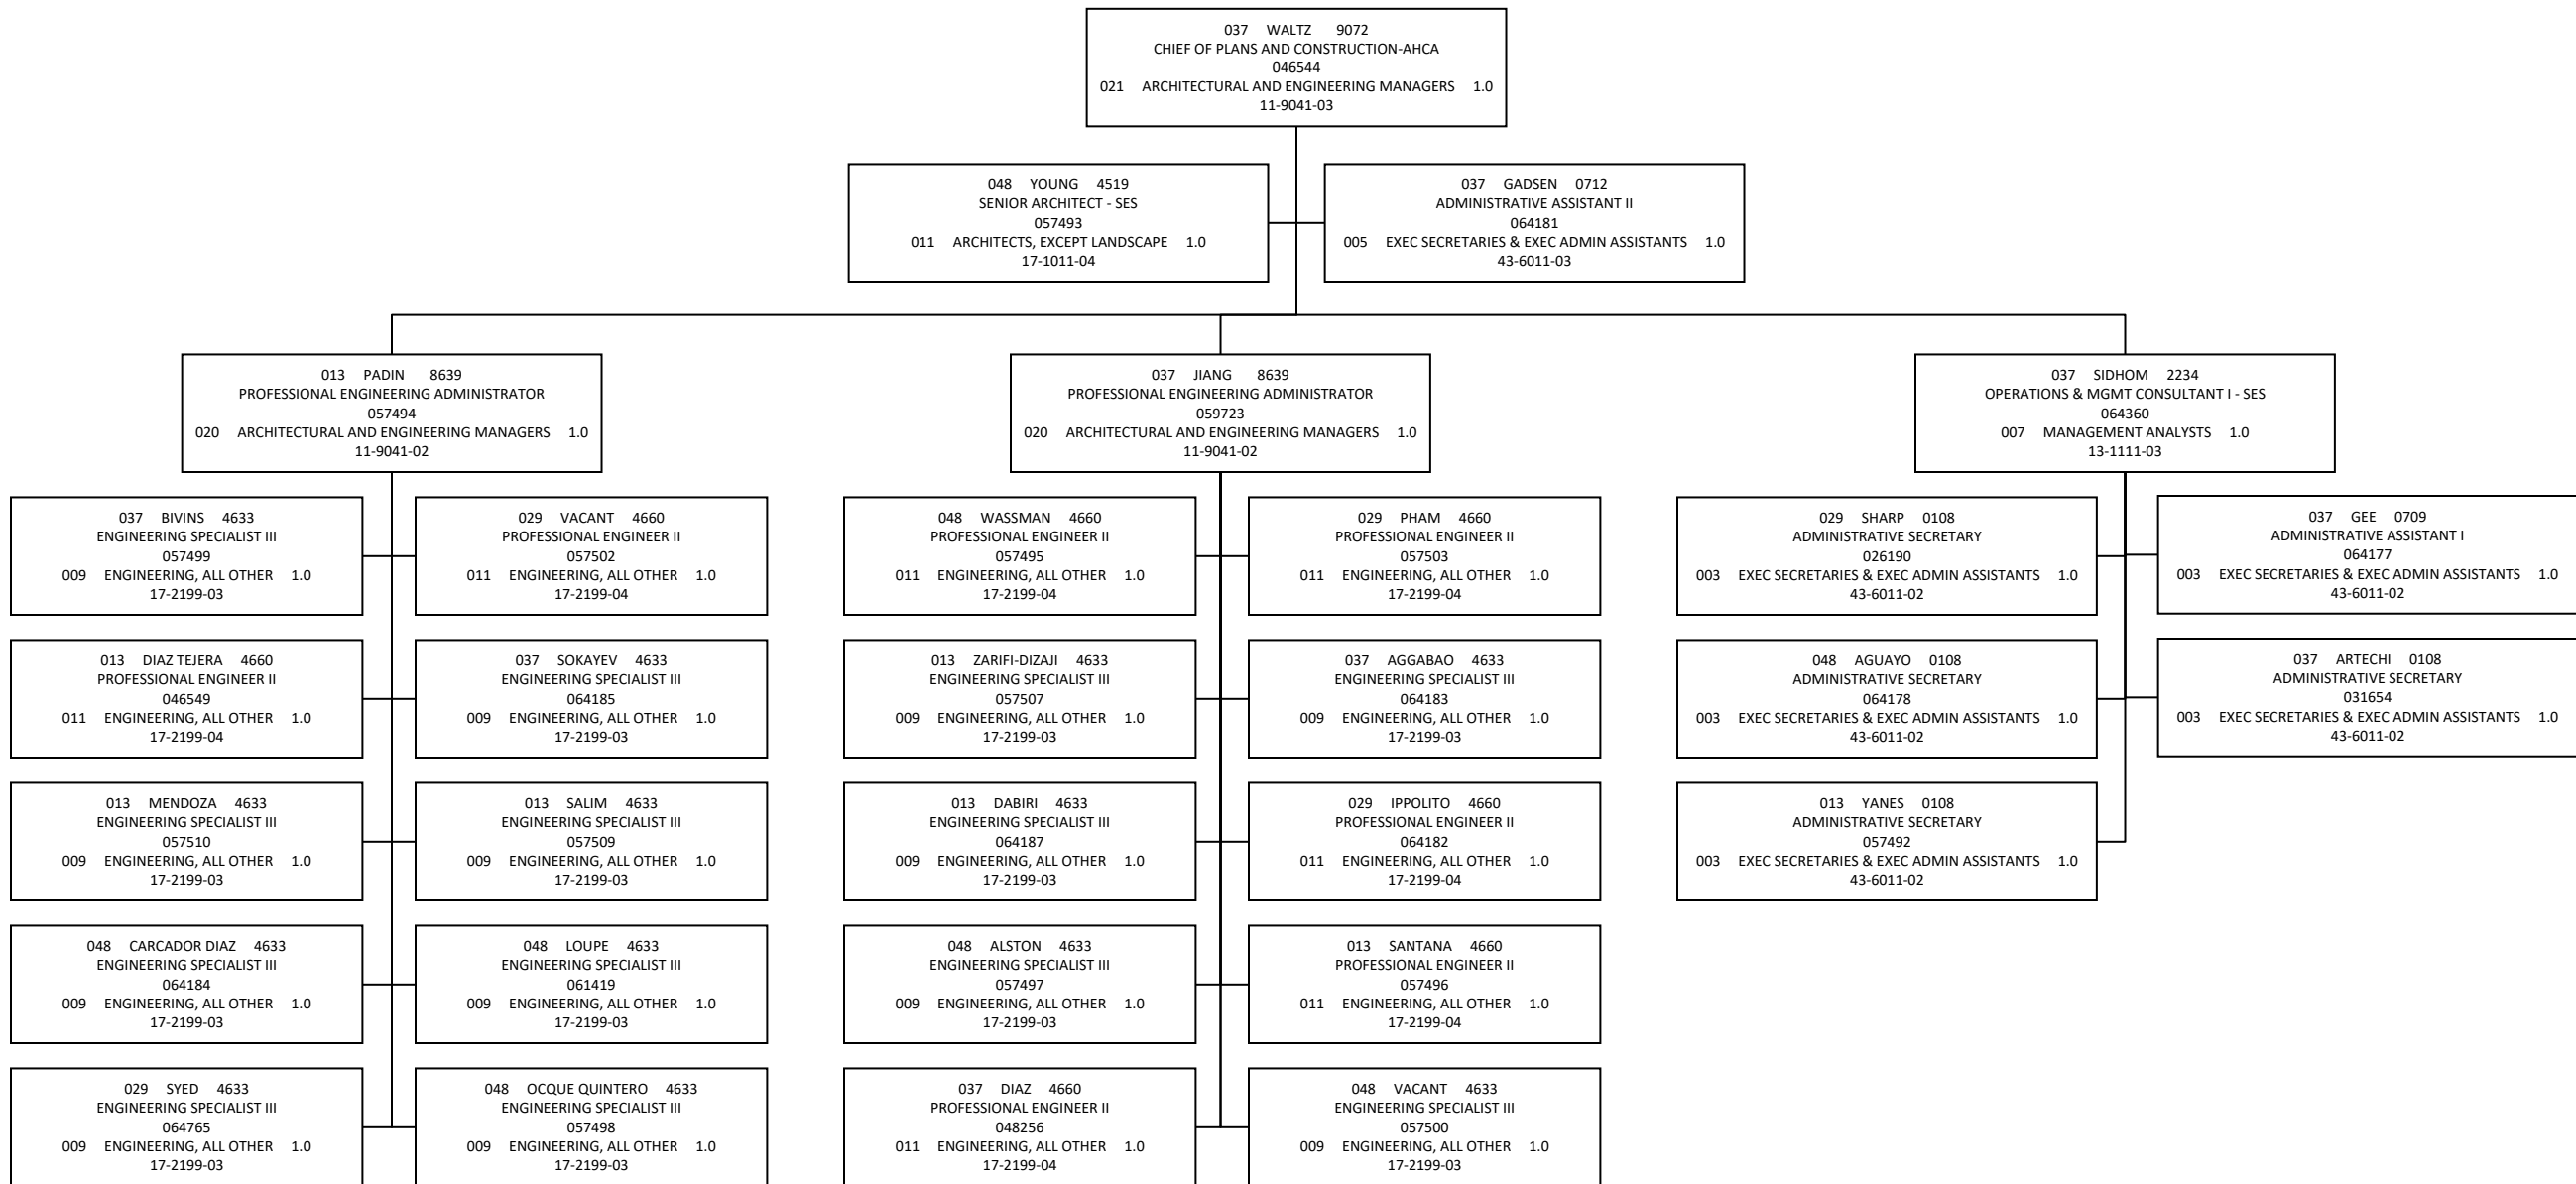 037 WALTZ 9072
CHIEF OF PLANS AND CONSTRUCTION-AHCA
046544
021 ARCHITECTURAL AND ENGINEERING MANAGERS 1.0
11-9041-03
048 YOUNG 4519
SENIOR ARCHITECT - SES
057493
011 ARCHITECTS, EXCEPT LANDSCAPE 1.0
17-1011-04
037 GADSEN 0712
ADMINISTRATIVE ASSISTANT II
064181
005 EXEC SECRETARIES & EXEC ADMIN ASSISTANTS 1.0
43-6011-03
013 PADIN 8639
PROFESSIONAL ENGINEERING ADMINISTRATOR
057494
020 ARCHITECTURAL AND ENGINEERING MANAGERS 1.0
11-9041-02
037 JIANG 8639
PROFESSIONAL ENGINEERING ADMINISTRATOR
059723
020 ARCHITECTURAL AND ENGINEERING MANAGERS 1.0
11-9041-02
037 SIDHOM 2234
OPERATIONS & MGMT CONSULTANT I - SES
064360
007 MANAGEMENT ANALYSTS 1.0
13-1111-03
037 BIVINS 4633
ENGINEERING SPECIALIST III
057499
009 ENGINEERING, ALL OTHER 1.0
17-2199-03
029 VACANT 4660
PROFESSIONAL ENGINEER II
057502
011 ENGINEERING, ALL OTHER 1.0
17-2199-04
048 WASSMAN 4660
PROFESSIONAL ENGINEER II
057495
011 ENGINEERING, ALL OTHER 1.0
17-2199-04
029 PHAM 4660
PROFESSIONAL ENGINEER II
057503
011 ENGINEERING, ALL OTHER 1.0
17-2199-04
029 SHARP 0108
ADMINISTRATIVE SECRETARY
026190
003 EXEC SECRETARIES & EXEC ADMIN ASSISTANTS 1.0
43-6011-02
037 GEE 0709
ADMINISTRATIVE ASSISTANT I
064177
003 EXEC SECRETARIES & EXEC ADMIN ASSISTANTS 1.0
43-6011-02
013 DIAZ TEJERA 4660
PROFESSIONAL ENGINEER II
046549
011 ENGINEERING, ALL OTHER 1.0
17-2199-04
037 SOKAYEV 4633
ENGINEERING SPECIALIST III
064185
009 ENGINEERING, ALL OTHER 1.0
17-2199-03
013 ZARIFI-DIZAJI 4633
ENGINEERING SPECIALIST III
057507
009 ENGINEERING, ALL OTHER 1.0
17-2199-03
037 AGGABAO 4633
ENGINEERING SPECIALIST III
064183
009 ENGINEERING, ALL OTHER 1.0
17-2199-03
048 AGUAYO 0108
ADMINISTRATIVE SECRETARY
064178
003 EXEC SECRETARIES & EXEC ADMIN ASSISTANTS 1.0
43-6011-02
037 ARTECHI 0108
ADMINISTRATIVE SECRETARY
031654
003 EXEC SECRETARIES & EXEC ADMIN ASSISTANTS 1.0
43-6011-02
013 MENDOZA 4633
ENGINEERING SPECIALIST III
057510
009 ENGINEERING, ALL OTHER 1.0
17-2199-03
013 SALIM 4633
ENGINEERING SPECIALIST III
057509
009 ENGINEERING, ALL OTHER 1.0
17-2199-03
013 DABIRI 4633
ENGINEERING SPECIALIST III
064187
009 ENGINEERING, ALL OTHER 1.0
17-2199-03
029 IPPOLITO 4660
PROFESSIONAL ENGINEER II
064182
011 ENGINEERING, ALL OTHER 1.0
17-2199-04
013 YANES 0108
ADMINISTRATIVE SECRETARY
057492
003 EXEC SECRETARIES & EXEC ADMIN ASSISTANTS 1.0
43-6011-02
048 CARCADOR DIAZ 4633
ENGINEERING SPECIALIST III
064184
009 ENGINEERING, ALL OTHER 1.0
17-2199-03
048 LOUPE 4633
ENGINEERING SPECIALIST III
061419
009 ENGINEERING, ALL OTHER 1.0
17-2199-03
048 ALSTON 4633
ENGINEERING SPECIALIST III
057497
009 ENGINEERING, ALL OTHER 1.0
17-2199-03
013 SANTANA 4660
PROFESSIONAL ENGINEER II
057496
011 ENGINEERING, ALL OTHER 1.0
17-2199-04
029 SYED 4633
ENGINEERING SPECIALIST III
064765
009 ENGINEERING, ALL OTHER 1.0
17-2199-03
048 OCQUE QUINTERO 4633
ENGINEERING SPECIALIST III
057498
009 ENGINEERING, ALL OTHER 1.0
17-2199-03
037 DIAZ 4660
PROFESSIONAL ENGINEER II
048256
011 ENGINEERING, ALL OTHER 1.0
17-2199-04
048 VACANT 4633
ENGINEERING SPECIALIST III
057500
009 ENGINEERING, ALL OTHER 1.0
17-2199-03